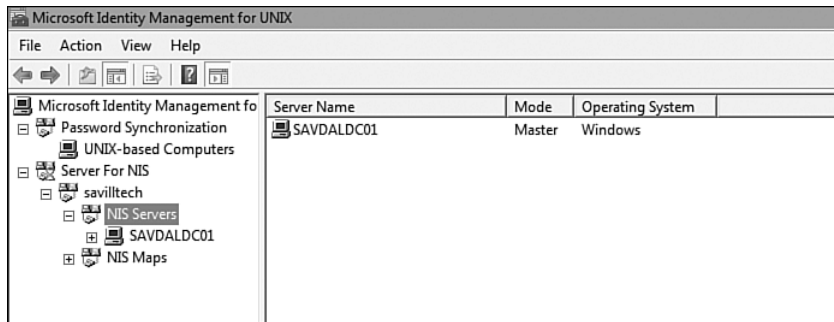 Microsoft Identity Management for UNIX
File Action View Help
Microsoft Identity Management fo
Password Synchronization
UNIX-based Computers
Server For NIS
savilltech
NIS Servers
SAVDALDC01
NIS Maps
Server Name Mode Operating System
SAVDALDC01 Master Windows